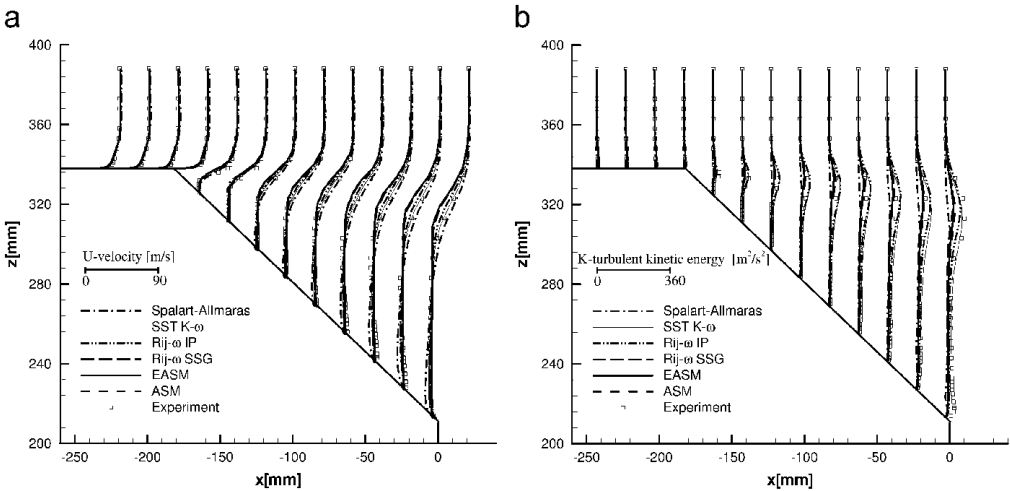 a
400
360
320
280
240
200
z[mm]
U-velocity [m/s]
0 90
Spalart-Allmaras
SST K-ω
Rij-ω IP
Rij-ω SSG
EASM
ASM
Experiment
-250 -200 -150 -100 -50 0
x[mm]
b
400
360
320
280
240
200
z[mm]
K-turbulent kinetic energy [m²/s²]
0 360
Spalart-Allmaras
SST K-ω
Rij-ω IP
Rij-ω SSG
EASM
ASM
Experiment
-250 -200 -150 -100 -50 0
x[mm]